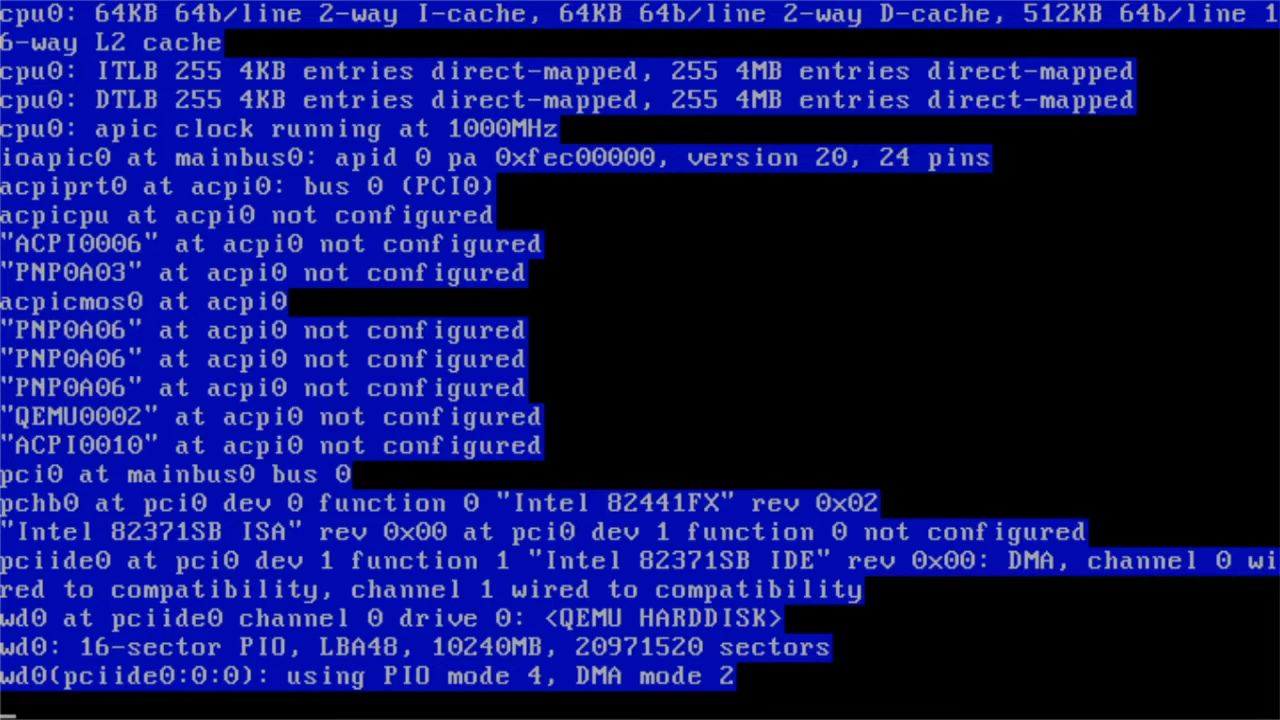 cpu0: 64KB 64b/line 2-way I-cache, 64KB 64b/line 2-way D-cache, 512KB 64b/line 1
6-way L2 cache
cpu0: ITLB 255 4KB entries direct-mapped, 255 4MB entries direct-mapped
cpu0: DTLB 255 4KB entries direct-mapped, 255 4MB entries direct-mapped
cpu0: apic clock running at 1000MHz
ioapic0 at mainbus0: apid 0 pa 0xfec00000, version 20, 24 pins
acpiprt0 at acpi0: bus 0 (PCI0)
acpicpu at acpi0 not configured
"ACPI0006" at acpi0 not configured
"PNP0A03" at acpi0 not configured
acpicmos0 at acpi0
"PNP0A06" at acpi0 not configured
"PNP0A06" at acpi0 not configured
"PNP0A06" at acpi0 not configured
"QEMU0002" at acpi0 not configured
"ACPI0010" at acpi0 not configured
pci0 at mainbus0 bus 0
pchb0 at pci0 dev 0 function 0 "Intel 82441FX" rev 0x02
"Intel 82371SB ISA" rev 0x00 at pci0 dev 1 function 0 not configured
pciide0 at pci0 dev 1 function 1 "Intel 82371SB IDE" rev 0x00: DMA, channel 0 wi
red to compatibility, channel 1 wired to compatibility
wd0 at pciide0 channel 0 drive 0: <QEMU HARDDISK>
wd0: 16-sector PIO, LBA48, 10240MB, 20971520 sectors
wd0(pciide0:0:0): using PIO mode 4, DMA mode 2